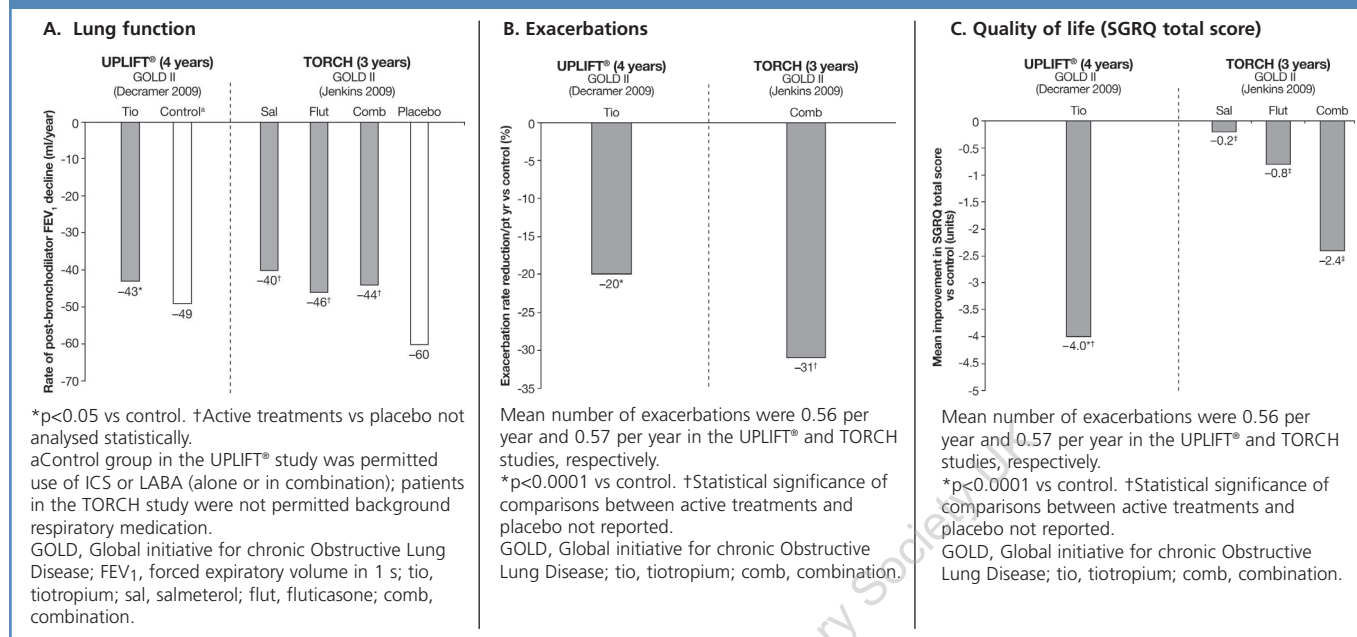 A. Lung function
UPLIFT® (4 years)
GOLD II
(Decramer 2009)
TORCH (3 years)
GOLD II
(Jenkins 2009)
Tio Controlª Sal Flut Comb Placebo
Rate of post-bronchodilator FEV₁ decline (ml/year)
0
-10
-20
-30
-40
-50
-60
-70
–43*
–49
–40†
–46†
–44†
–60
*p<0.05 vs control. †Active treatments vs placebo not
analysed statistically.
aControl group in the UPLIFT® study was permitted
use of ICS or LABA (alone or in combination); patients
in the TORCH study were not permitted background
respiratory medication.
GOLD, Global initiative for chronic Obstructive Lung
Disease; FEV₁, forced expiratory volume in 1 s; tio,
tiotropium; sal, salmeterol; flut, fluticasone; comb,
combination.
B. Exacerbations
UPLIFT® (4 years)
GOLD II
(Decramer 2009)
TORCH (3 years)
GOLD II
(Jenkins 2009)
Tio Comb
Exacerbation rate reduction/pt yr vs control (%)
0
-5
-10
-15
-20
-25
-30
-35
–20*
–31†
Mean number of exacerbations were 0.56 per
year and 0.57 per year in the UPLIFT® and TORCH
studies, respectively.
*p<0.0001 vs control. †Statistical significance of
comparisons between active treatments and
placebo not reported.
GOLD, Global initiative for chronic Obstructive
Lung Disease; tio, tiotropium; comb, combination.
C. Quality of life (SGRQ total score)
UPLIFT® (4 years)
GOLD II
(Decramer 2009)
TORCH (3 years)
GOLD II
(Jenkins 2009)
Tio Sal Flut Comb
Mean improvement in SGRQ total score
vs control (units)
0
-0.5
-1
-1.5
-2
-2.5
-3
-3.5
-4
-4.5
-5
–4.0*†
–0.2‡
–0.8‡
–2.4‡
Mean number of exacerbations were 0.56 per
year and 0.57 per year in the UPLIFT® and TORCH
studies, respectively.
*p<0.0001 vs control. †Statistical significance of
comparisons between active treatments and
placebo not reported.
GOLD, Global initiative for chronic Obstructive
Lung Disease; tio, tiotropium; comb, combination.
Society UK